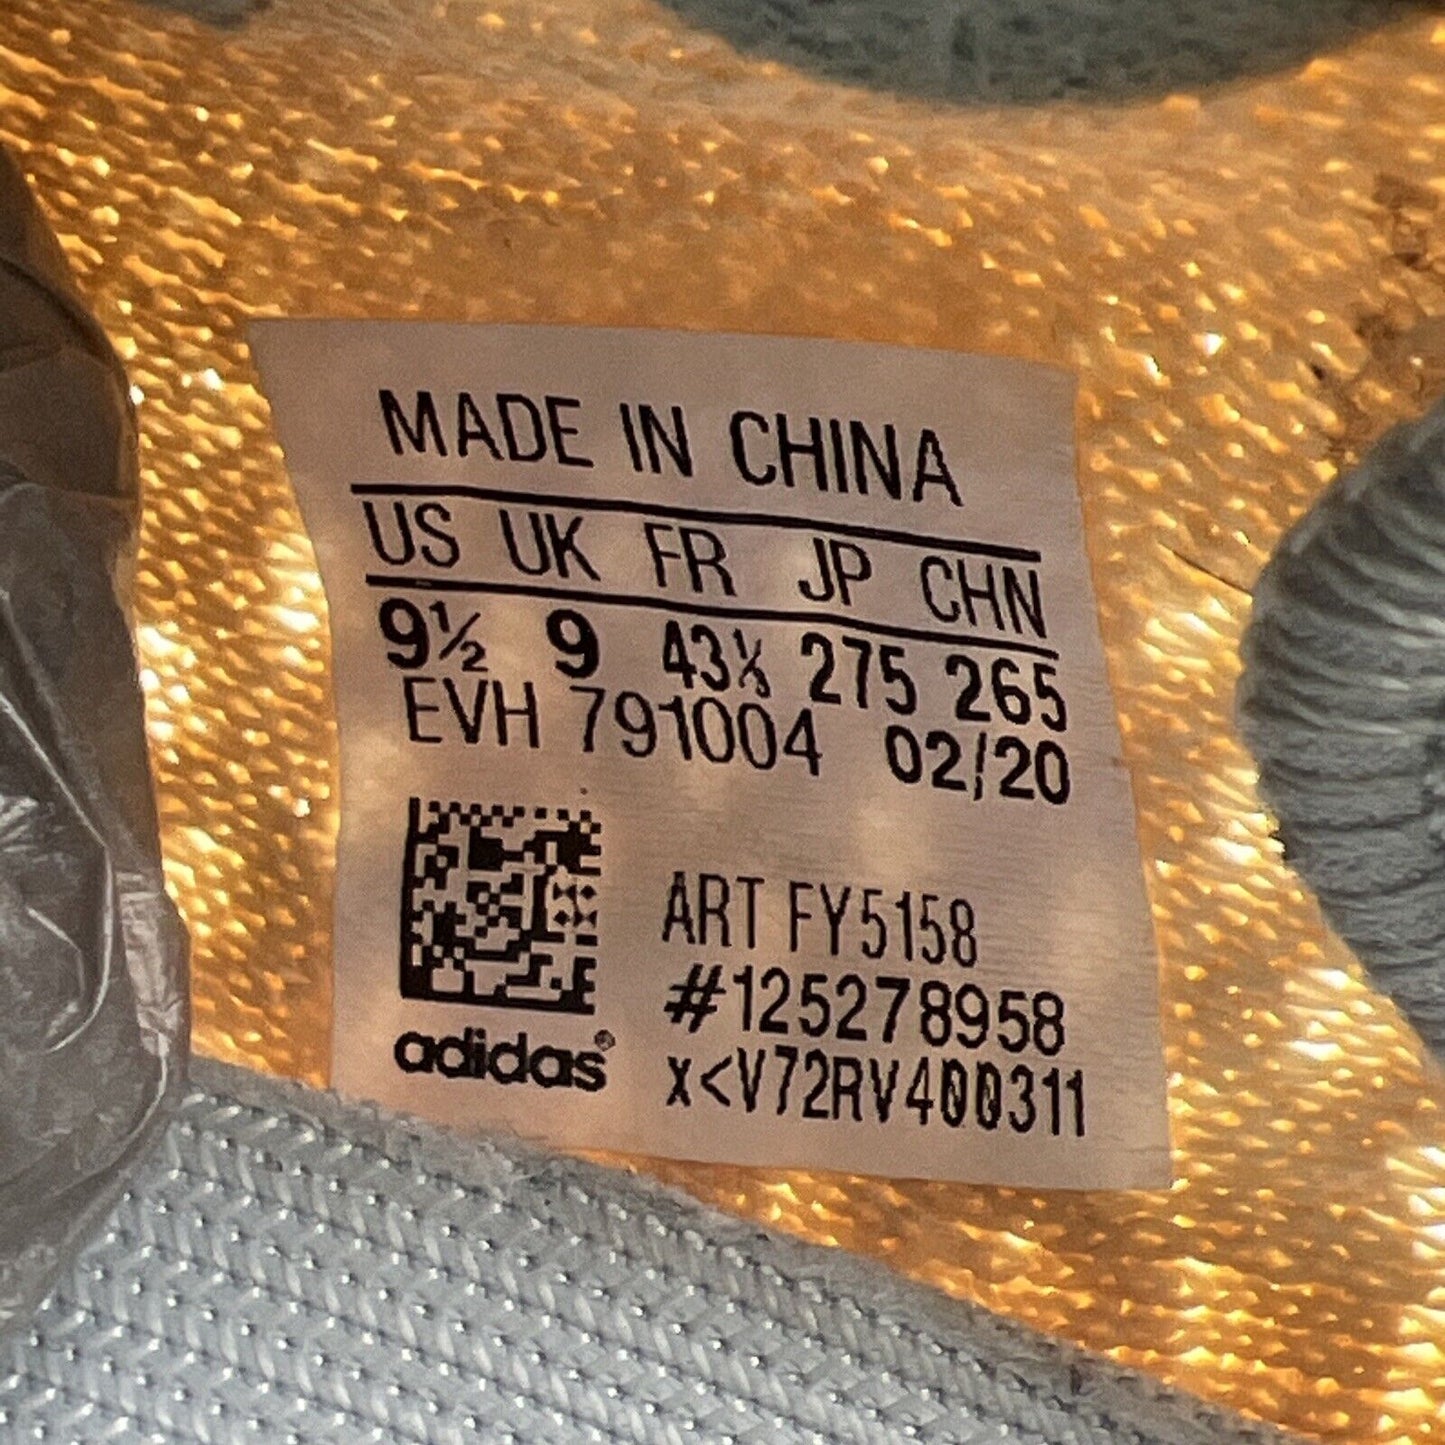 MADE IN CHINA
US UK FR JP CHN
9½ 9 43⅓ 275 265
EVH 791004 02/20
ART FY5158
#125278958
x<V72RV400311
adidas®